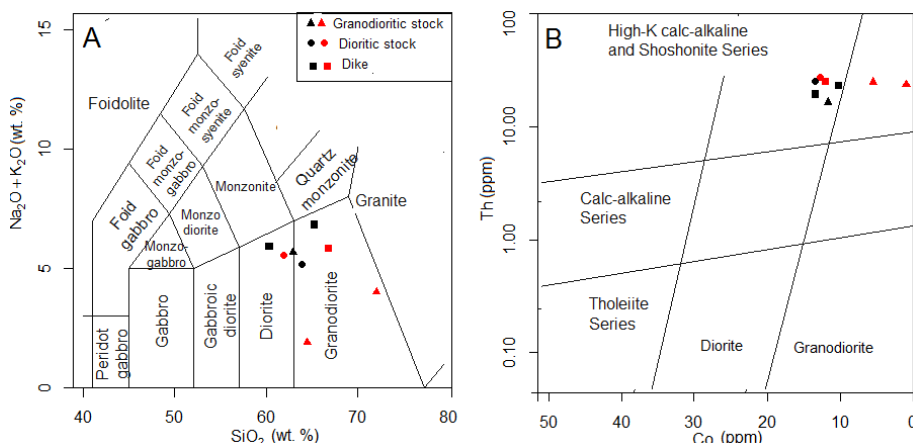 A
15
10
5
0
Na2O + K2O (wt. %)
40
50
60
70
80
SiO2 (wt. %)
Granodioritic stock
Dioritic stock
Dike
Foidolite
Foid
syenite
Foid
monzo-
syenite
Foid
monzo-
gabbro
Foid
gabbro
Monzonite
Quartz
monzonite
Monzo
diorite
Monzo-
gabbro
Granite
Peridot
gabbro
Gabbro
Gabbroic
diorite
Diorite
Granodiorite
B
High-K calc-alkaline
and Shoshonite Series
100
10.00
1.00
0.10
Th (ppm)
Calc-alkaline
Series
Tholeiite
Series
Diorite
Granodiorite
50
40
30
20
10
0
Co (ppm)